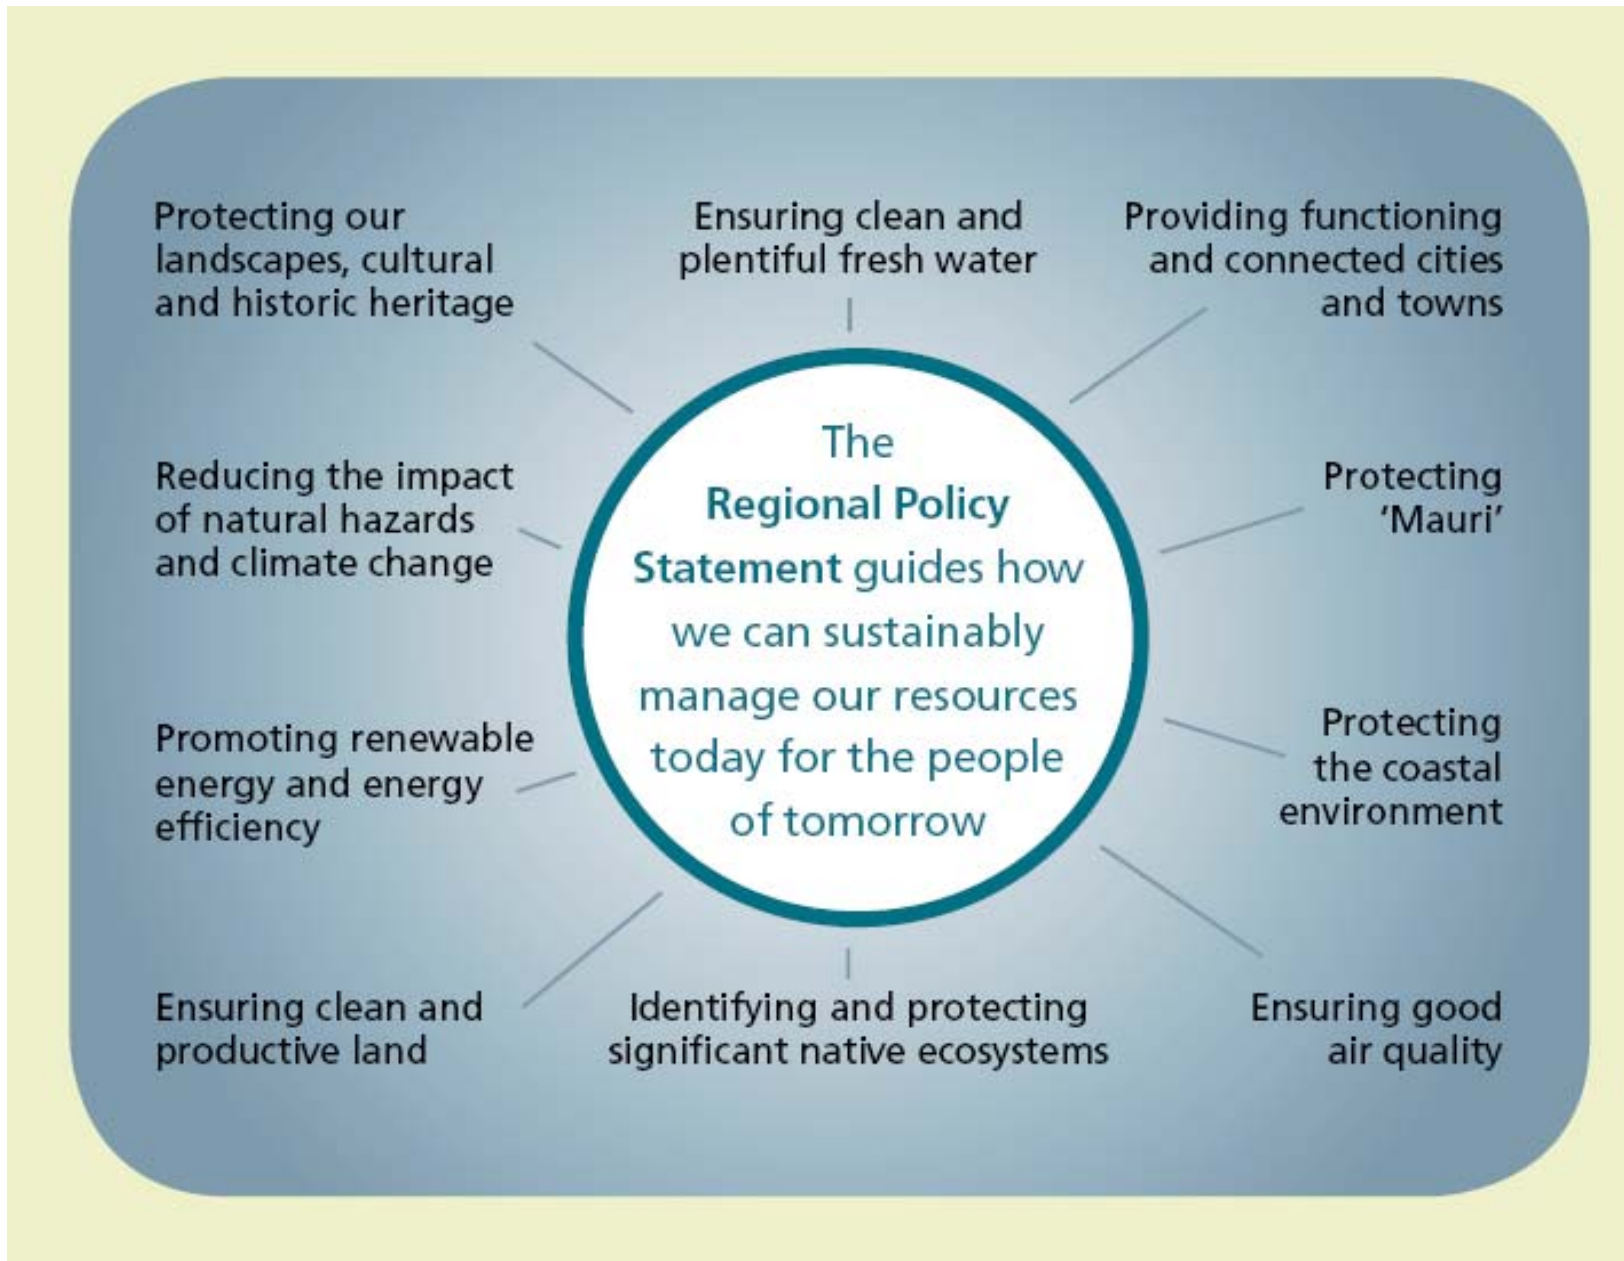 Protecting our
landscapes, cultural
and historic heritage
Ensuring clean and
plentiful fresh water
Providing functioning
and connected cities
and towns
Reducing the impact
of natural hazards
and climate change
The
Regional Policy
Statement guides how
we can sustainably
manage our resources
today for the people
of tomorrow
Protecting
‘Mauri’
Promoting renewable
energy and energy
efficiency
Protecting
the coastal
environment
Ensuring clean and
productive land
Identifying and protecting
significant native ecosystems
Ensuring good
air quality